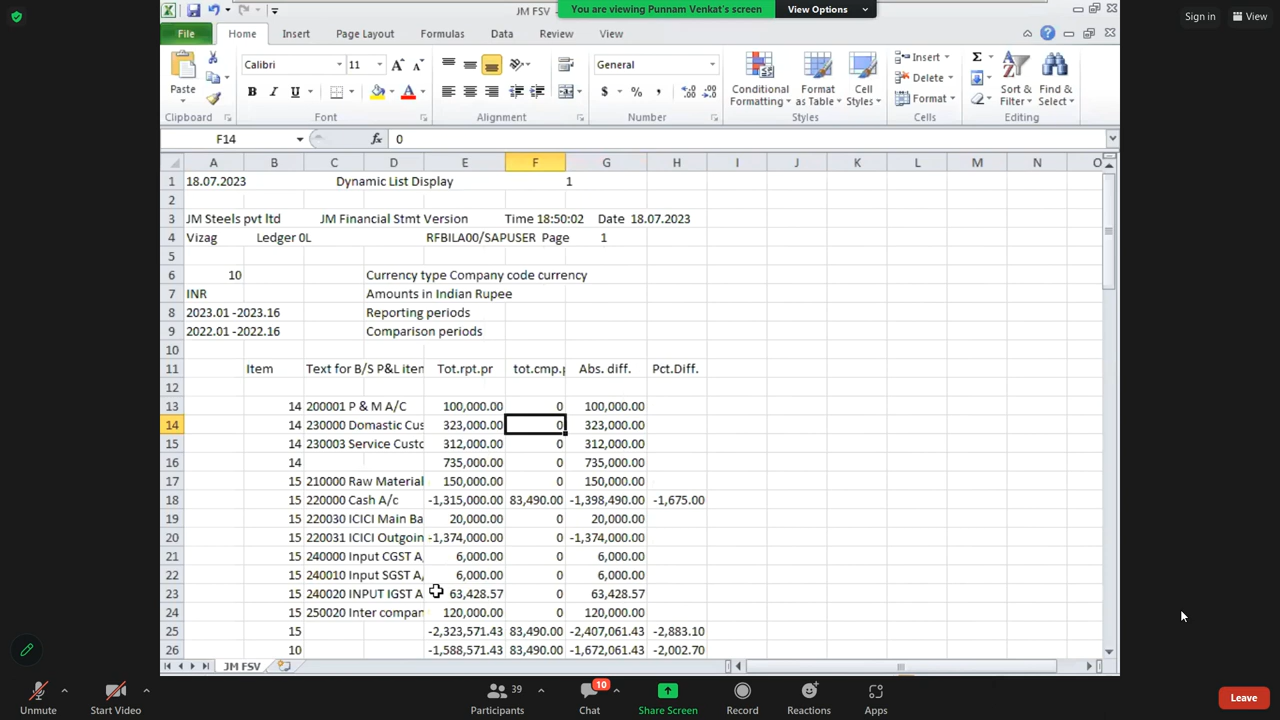 You are viewing Punnam Venkat's screen
View Options
Sign in
View
JM FSV -
File Home Insert Page Layout Formulas Data Review View
Calibri 11
General
Paste
B I U
Conditional Formatting
Format as Table
Cell Styles
Insert
Delete
Format
Sort & Filter
Find & Select
Clipboard Font Alignment Number Styles Cells Editing
F14 fx 0
A B C D E F G H I J K L M N O
1 18.07.2023 Dynamic List Display 1
2
3 JM Steels pvt ltd JM Financial Stmt Version Time 18:50:02 Date 18.07.2023
4 Vizag Ledger 0L RFBILA00/SAPUSER Page 1
5
6 10 Currency type Company code currency
7 INR Amounts in Indian Rupee
8 2023.01 -2023.16 Reporting periods
9 2022.01 -2022.16 Comparison periods
10
11 Item Text for B/S P&L item Tot.rpt.pr tot.cmp.p Abs. diff. Pct.Diff.
12
13 14 200001 P & M A/C 100,000.00 0 100,000.00
14 14 230000 Domastic Cus 323,000.00 0 323,000.00
15 14 230003 Service Custo 312,000.00 0 312,000.00
16 14 735,000.00 0 735,000.00
17 15 210000 Raw Material 150,000.00 0 150,000.00
18 15 220000 Cash A/c -1,315,000.00 83,490.00 -1,398,490.00 -1,675.00
19 15 220030 ICICI Main Ba 20,000.00 0 20,000.00
20 15 220031 ICICI Outgoin -1,374,000.00 0 -1,374,000.00
21 15 240000 Input CGST A/ 6,000.00 0 6,000.00
22 15 240010 Input SGST A/ 6,000.00 0 6,000.00
23 15 240020 INPUT IGST A 63,428.57 0 63,428.57
24 15 250020 Inter compan 120,000.00 0 120,000.00
25 15 -2,323,571.43 83,490.00 -2,407,061.43 -2,883.10
26 10 -1,588,571.43 83,490.00 -1,672,061.43 -2,002.70
JM FSV
Unmute
Start Video
39
Participants
10
Chat
Share Screen
Record
Reactions
Apps
Leave